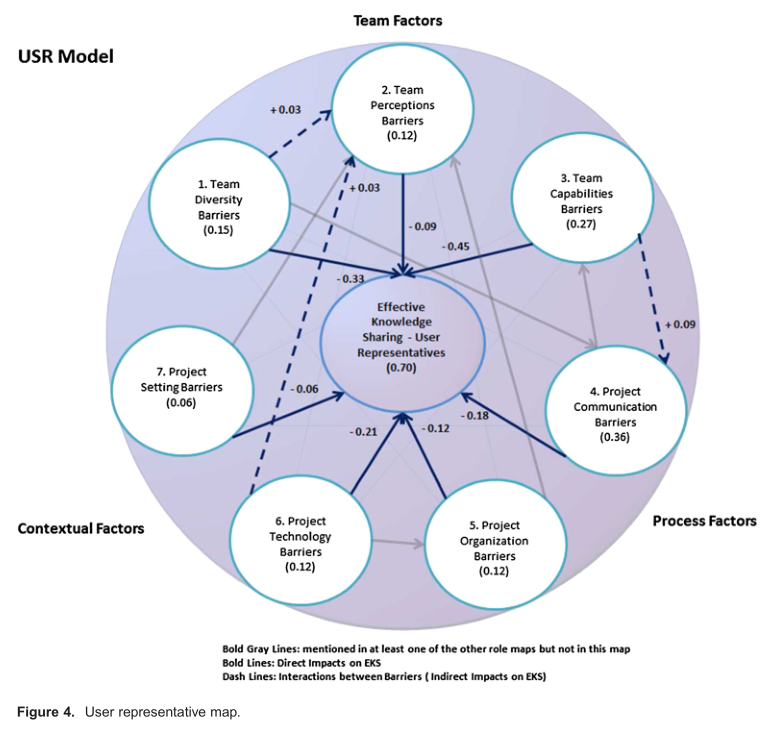 Team Factors
USR Model
2. Team
Perceptions
Barriers
(0.12)
+ 0.03
1. Team
Diversity
Barriers
(0.15)
3. Team
Capabilities
Barriers
(0.27)
+ 0.03
- 0.09
- 0.45
- 0.33
Effective
Knowledge
Sharing - User
Representatives
(0.70)
+ 0.09
7. Project
Setting Barriers
(0.06)
- 0.06
4. Project
Communication
Barriers
(0.36)
- 0.18
- 0.21
- 0.12
Contextual Factors
Process Factors
6. Project
Technology
Barriers
(0.12)
5. Project
Organization
Barriers
(0.12)
Bold Gray Lines: mentioned in at least one of the other role maps but not in this map
Bold Lines: Direct Impacts on EKS
Dash Lines: Interactions between Barriers ( Indirect Impacts on EKS)
Figure 4. User representative map.